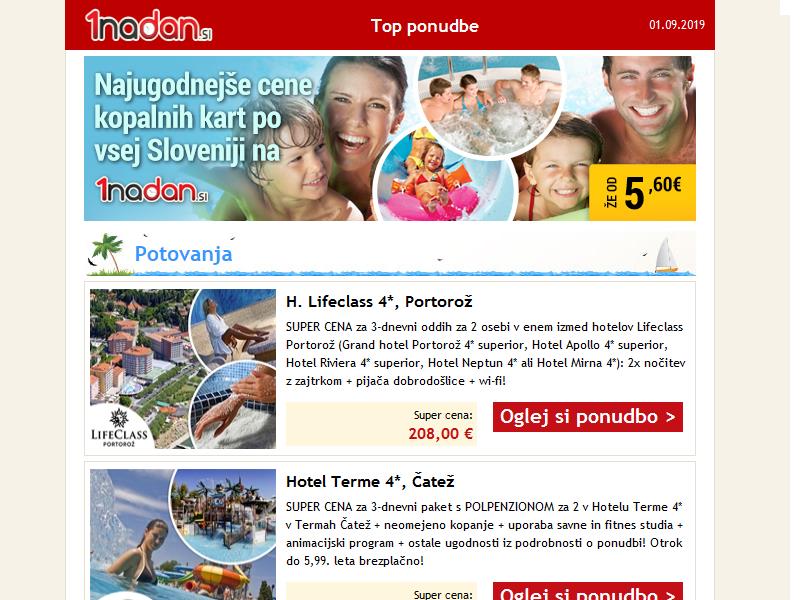 1nadan.si
Top ponudbe
01.09.2019
Najugodnejše cene
kopalnih kart po
vsej Sloveniji na
1nadan.si
ŽE OD
5,60€
Potovanja
H. Lifeclass 4*, Portorož
SUPER CENA za 3-dnevni oddih za 2 osebi v enem izmed hotelov Lifeclass
Portorož (Grand hotel Portorož 4* superior, Hotel Apollo 4* superior,
Hotel Riviera 4* superior, Hotel Neptun 4* ali Hotel Mirna 4*): 2x nočitev
z zajtrkom + pijača dobrodošlice + wi-fi!
LIFECLASS
PORTOROŽ
Super cena:
208,00 €
Oglej si ponudbo >
Hotel Terme 4*, Čatež
SUPER CENA za 3-dnevni paket s POLPENZIONOM za 2 v Hotelu Terme 4*
v Termah Čatež + neomejeno kopanje + uporaba savne in fitnes studia +
animacijski program + ostale ugodnosti iz podrobnosti o ponudbi! Otrok
do 5,99. leta brezplačno!
Super cena:
Oglej si ponudbo >